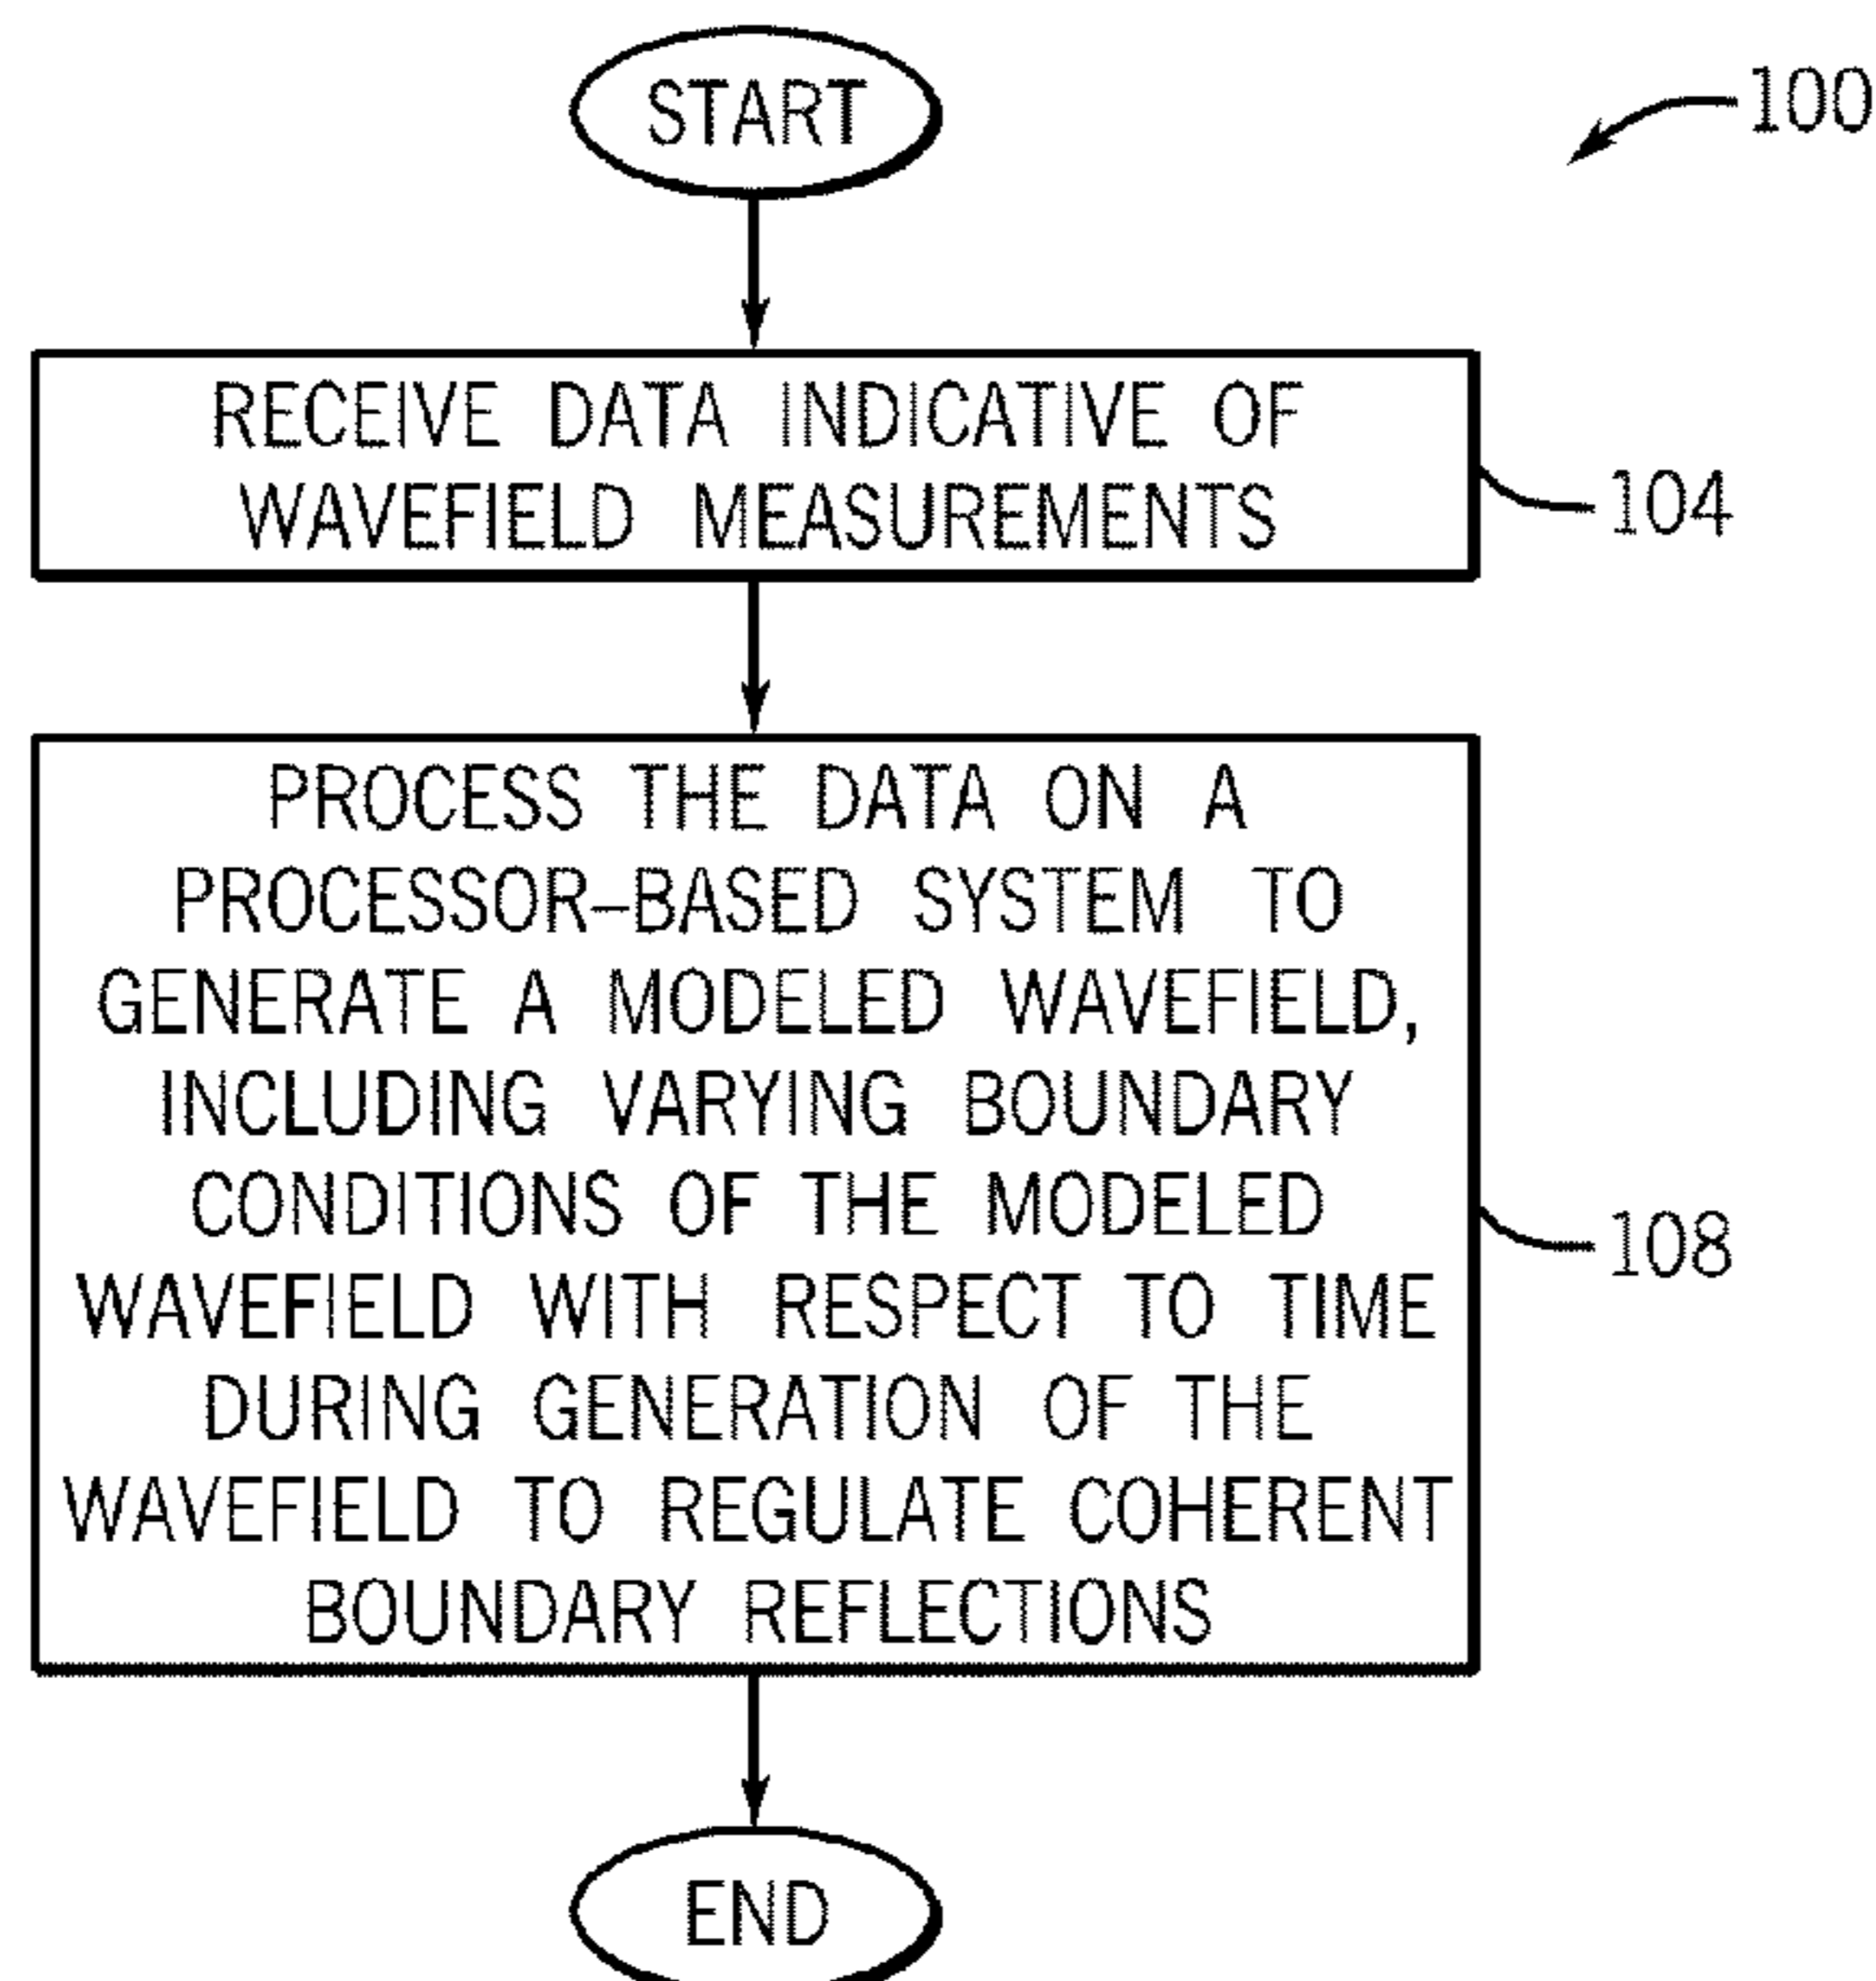 START
100
RECEIVE DATA INDICATIVE OF
WAVEFIELD MEASUREMENTS
104
PROCESS THE DATA ON A
PROCESSOR-BASED SYSTEM TO
GENERATE A MODELED WAVEFIELD,
INCLUDING VARYING BOUNDARY
CONDITIONS OF THE MODELED
WAVEFIELD WITH RESPECT TO TIME
DURING GENERATION OF THE
WAVEFIELD TO REGULATE COHERENT
BOUNDARY REFLECTIONS
108
END